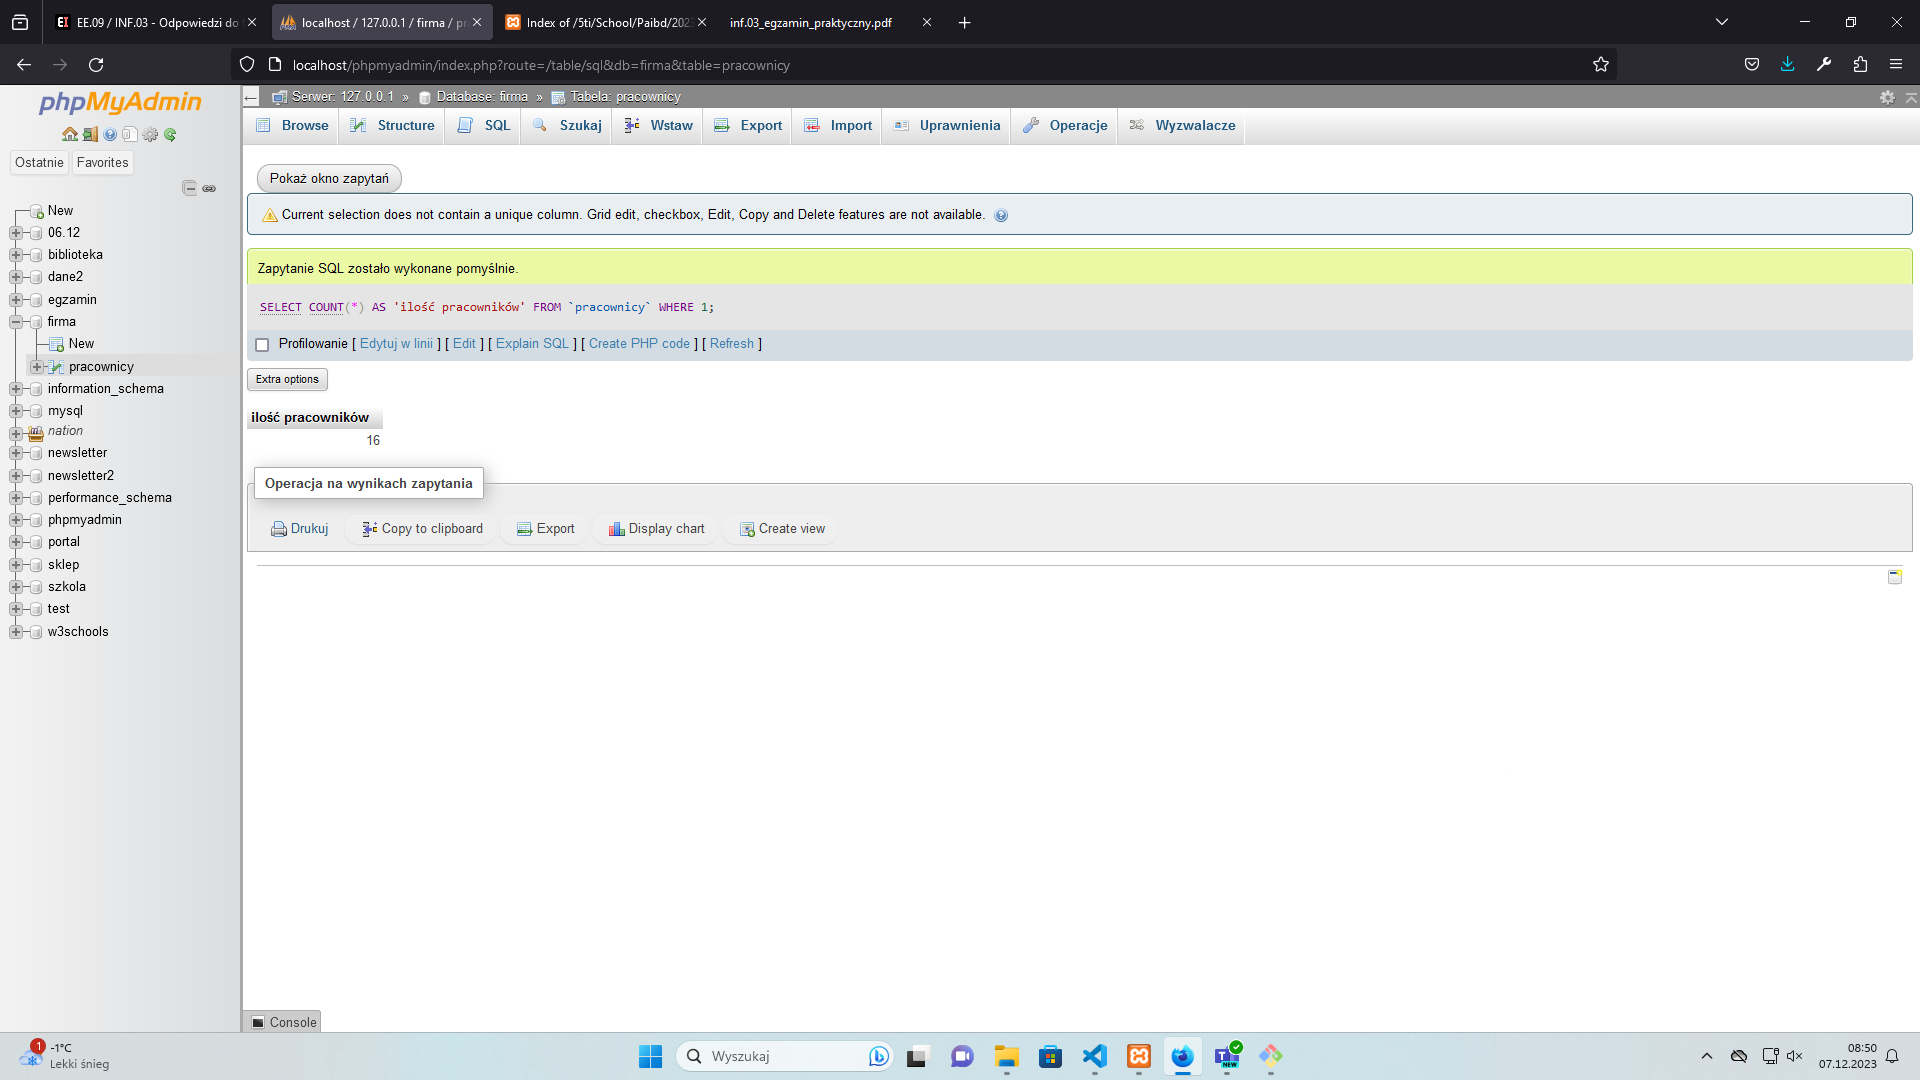 EE.09 / INF.03 - Odpowiedzi do
localhost / 127.0.0.1 / firma / pr
Index of /5ti/School/Paibd/202
inf.03_egzamin_praktyczny.pdf
localhost/phpmyadmin/index.php?route=/table/sql&db=firma&table=pracownicy
phpMyAdmin
Ostatnie Favorites
New
06.12
biblioteka
dane2
egzamin
firma
New
pracownicy
information_schema
mysql
nation
newsletter
newsletter2
performance_schema
phpmyadmin
portal
sklep
szkola
test
w3schools
Serwer: 127.0.0.1 » Database: firma » Tabela: pracownicy
Browse Structure SQL Szukaj Wstaw Export Import Uprawnienia Operacje Wyzwalacze
Pokaż okno zapytań
Current selection does not contain a unique column. Grid edit, checkbox, Edit, Copy and Delete features are not available.
Zapytanie SQL zostało wykonane pomyślnie.
SELECT COUNT(*) AS 'ilość pracowników' FROM `pracownicy` WHERE 1;
Profilowanie [ Edytuj w linii ] [ Edit ] [ Explain SQL ] [ Create PHP code ] [ Refresh ]
Extra options
ilość pracowników
16
Operacja na wynikach zapytania
Drukuj Copy to clipboard Export Display chart Create view
Console
1
-1°C
Lekki śnieg
Wyszukaj
NEW
08:50
07.12.2023